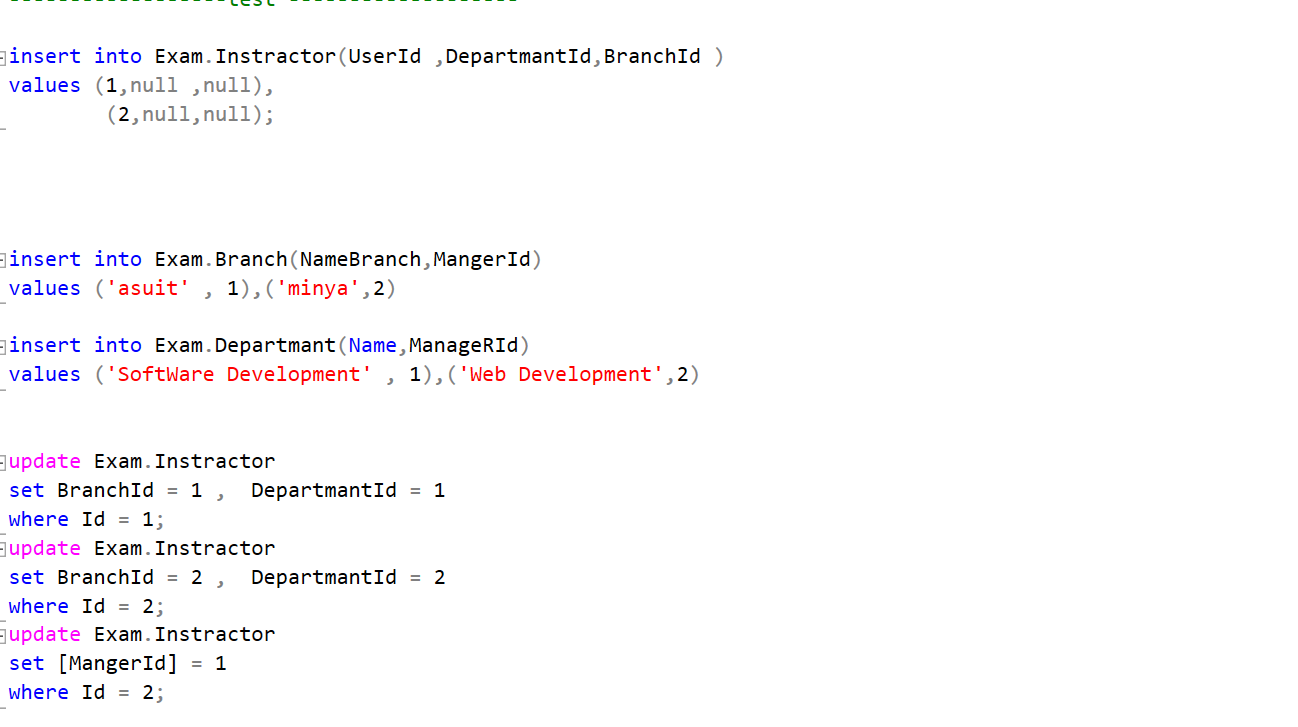 -------------------test -------------------
insert into Exam.Instractor(UserId ,DepartmantId,BranchId )
values (1,null ,null),
(2,null,null);
insert into Exam.Branch(NameBranch,MangerId)
values ('asuit' , 1),('minya',2)
insert into Exam.Departmant(Name,ManageRId)
values ('SoftWare Development' , 1),('Web Development',2)
update Exam.Instractor
set BranchId = 1 ,  DepartmantId = 1
where Id = 1;
update Exam.Instractor
set BranchId = 2 ,  DepartmantId = 2
where Id = 2;
update Exam.Instractor
set [MangerId] = 1
where Id = 2;